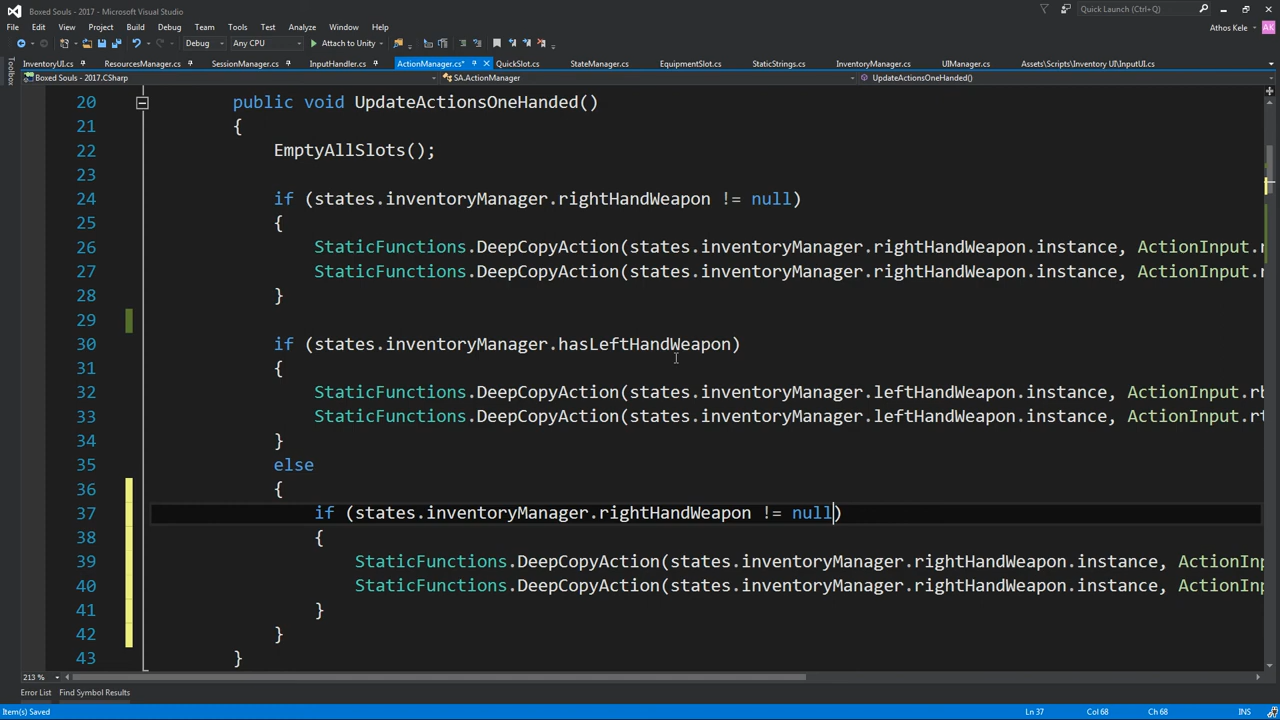 Boxed Souls - 2017 - Microsoft Visual Studio
Quick Launch (Ctrl+Q)
File Edit View Project Build Debug Team Tools Test Analyze Window Help
Athos Kele AK
Debug Any CPU Attach to Unity
Toolbox
InventoryUI.cs ResourcesManager.cs SessionManager.cs InputHandler.cs ActionManager.cs* QuickSlot.cs StateManager.cs EquipmentSlot.cs StaticStrings.cs InventoryManager.cs UIManager.cs Assets\Scripts\Inventory UI\InputUI.cs
Boxed Souls - 2017.CSharp SA.ActionManager UpdateActionsOneHanded()
20 public void UpdateActionsOneHanded()
21 {
22 EmptyAllSlots();
23
24 if (states.inventoryManager.rightHandWeapon != null)
25 {
26 StaticFunctions.DeepCopyAction(states.inventoryManager.rightHandWeapon.instance, ActionInput.r
27 StaticFunctions.DeepCopyAction(states.inventoryManager.rightHandWeapon.instance, ActionInput.r
28 }
29
30 if (states.inventoryManager.hasLeftHandWeapon)
31 {
32 StaticFunctions.DeepCopyAction(states.inventoryManager.leftHandWeapon.instance, ActionInput.rb
33 StaticFunctions.DeepCopyAction(states.inventoryManager.leftHandWeapon.instance, ActionInput.rt
34 }
35 else
36 {
37 if (states.inventoryManager.rightHandWeapon != null)
38 {
39 StaticFunctions.DeepCopyAction(states.inventoryManager.rightHandWeapon.instance, ActionInp
40 StaticFunctions.DeepCopyAction(states.inventoryManager.rightHandWeapon.instance, ActionInp
41 }
42 }
43 }
213 %
Error List Find Symbol Results
Item(s) Saved Ln 37 Col 68 Ch 68 INS